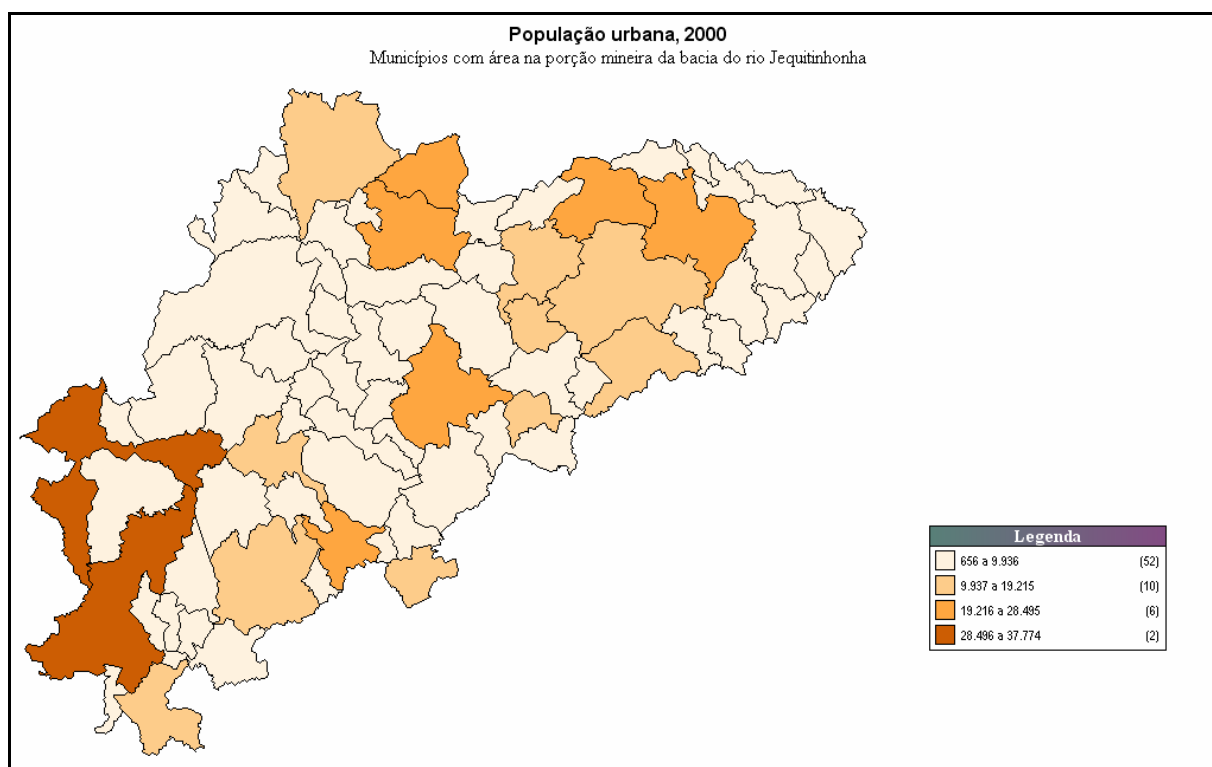 População urbana, 2000
Municípios com área na porção mineira da bacia do rio Jequitinhonha
Legenda
656 a 9.936 (52)
9.937 a 19.215 (10)
19.216 a 28.495 (6)
28.496 a 37.774 (2)